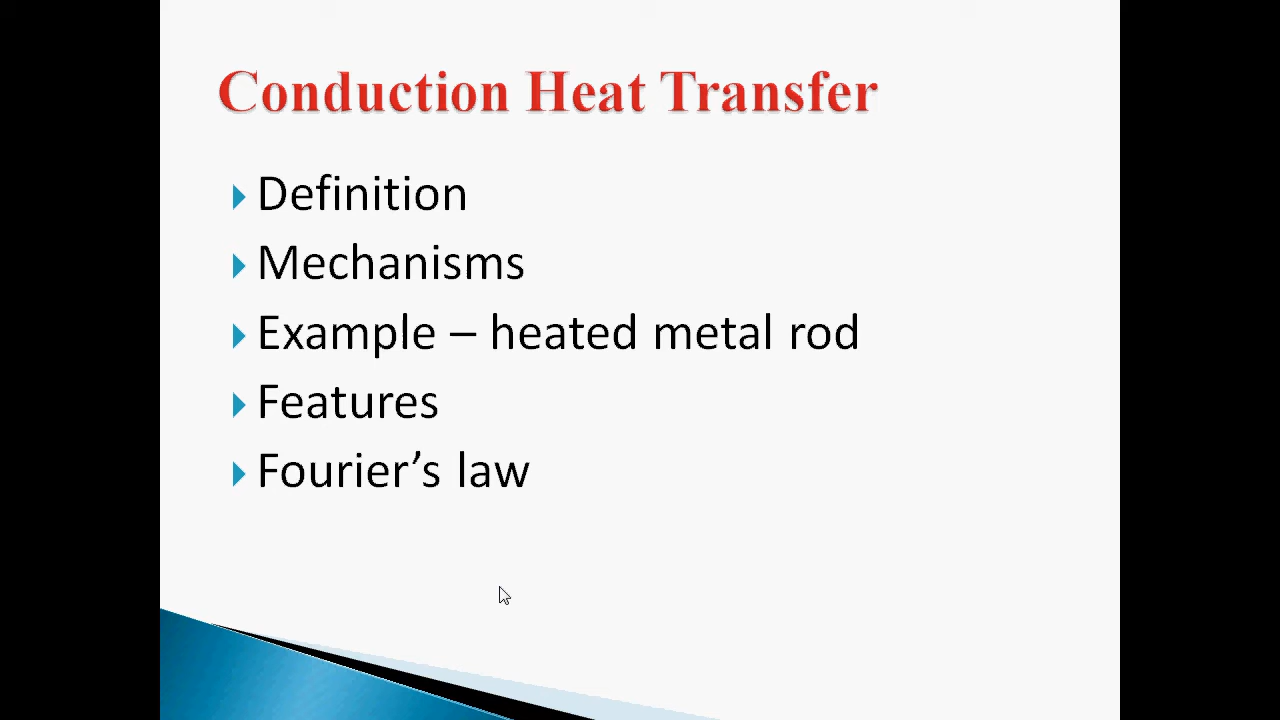 Conduction Heat Transfer
Definition
Mechanisms
Example – heated metal rod
Features
Fourier’s law